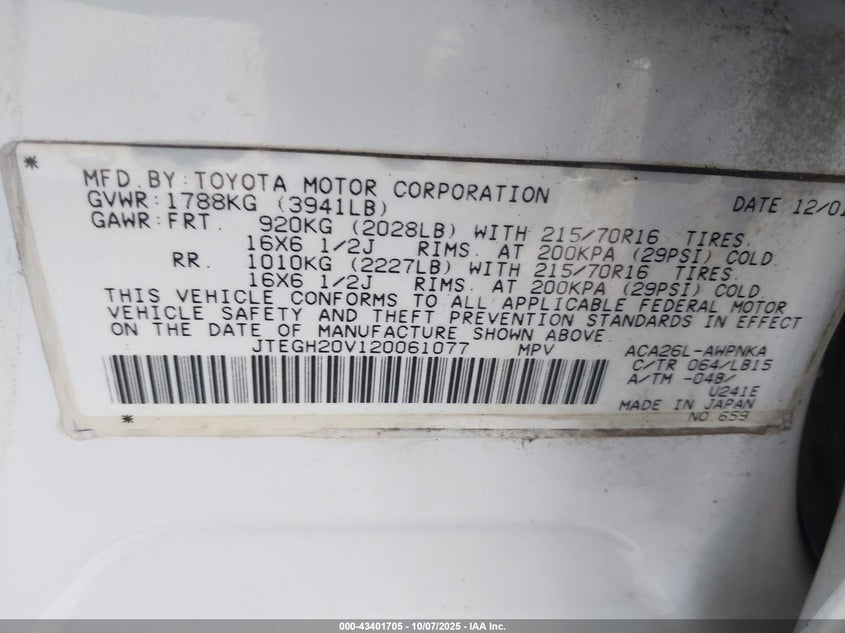 MFD. BY: TOYOTA MOTOR CORPORATION DATE 12/01
GVWR: 1788KG (3941LB)
GAWR: FRT. 920KG (2028LB) WITH 215/70R16 TIRES.
16X6 1/2J RIMS. AT 200KPA (29PSI) COLD.
RR. 1010KG (2227LB) WITH 215/70R16 TIRES.
16X6 1/2J RIMS. AT 200KPA (29PSI) COLD.
THIS VEHICLE CONFORMS TO ALL APPLICABLE FEDERAL MOTOR
VEHICLE SAFETY AND THEFT PREVENTION STANDARDS IN EFFECT
ON THE DATE OF MANUFACTURE SHOWN ABOVE.
JTEGH20V120061077 MPV ACA26L-AWPNKA
C/TR 064/LB15
A/TM -04B/
U241E
MADE IN JAPAN
NO 659
000-43401705 - 10/07/2025 - IAA Inc.